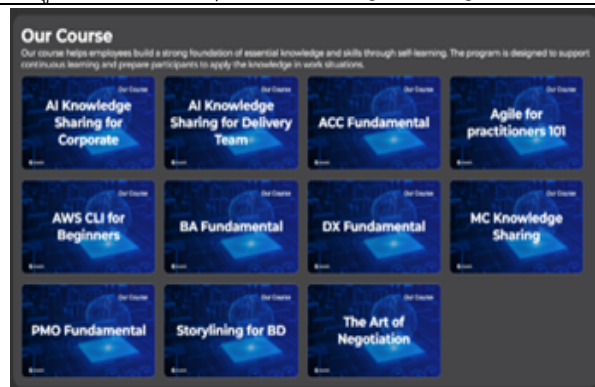 Our Course
Our course helps employees build a strong foundation of essential knowledge and skills through self-learning. The program is designed to support
continuous learning and prepare participants to apply the knowledge in work situations.
Our Course
AI Knowledge
Sharing for
Corporate
Our Course
AI Knowledge
Sharing for Delivery
Team
Our Course
ACC Fundamental
Our Course
Agile for
practitioners 101
Our Course
AWS CLI for
Beginners
Our Course
BA Fundamental
Our Course
DX Fundamental
Our Course
MC Knowledge
Sharing
Our Course
PMO Fundamental
Our Course
Storylining for BD
Our Course
The Art of
Negotiation